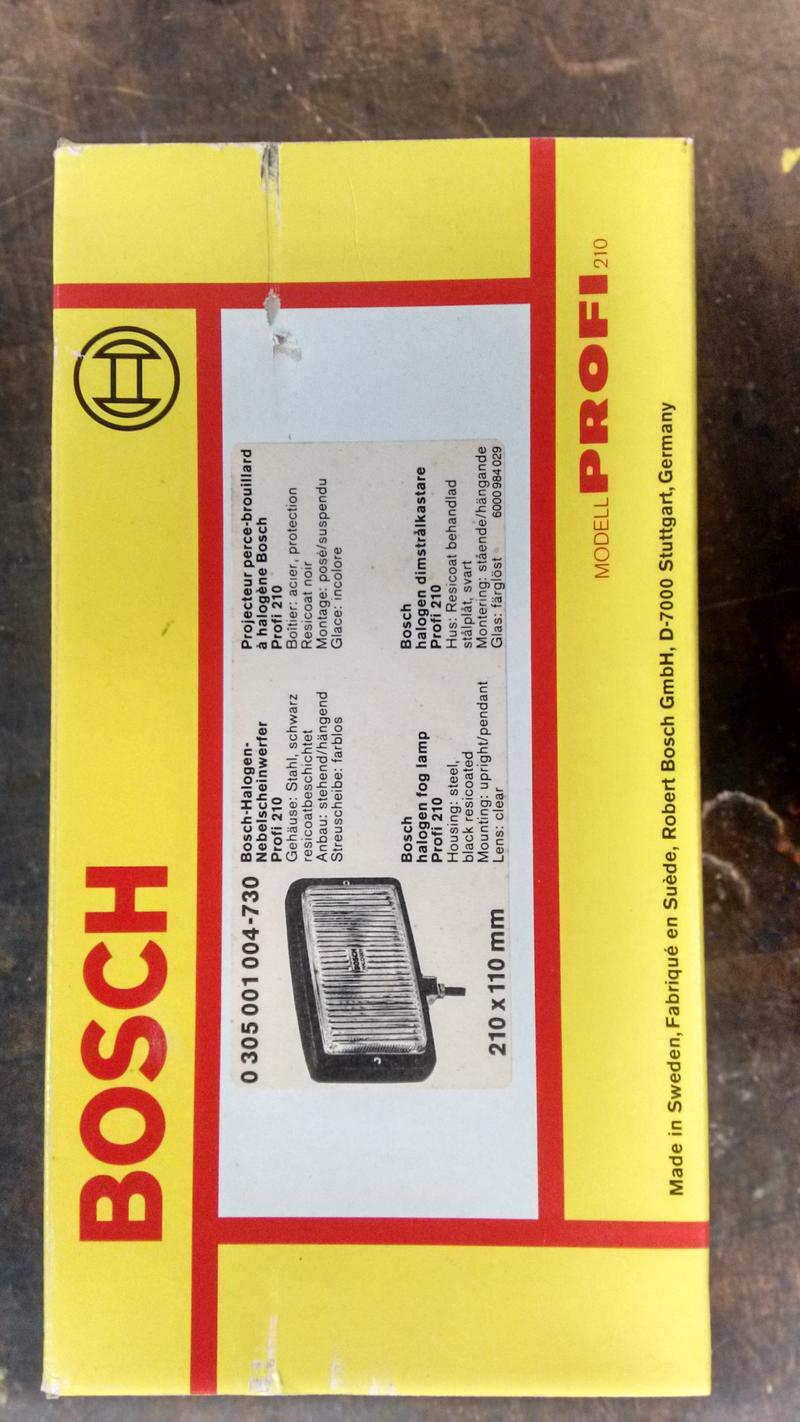 BOSCH
0 305 001 004-730
210 x 110 mm
Bosch-Halogen-
Nebelscheinwerfer
Profi 210
Gehäuse: Stahl, schwarz
resicoatbeschichtet
Anbau: stehend/hängend
Streuscheibe: farblos
Projecteur perce-brouillard
à halogène Bosch
Profi 210
Boîtier: acier, protection
Resicoat noir
Montage: posé/suspendu
Glace: incolore
Bosch
halogen fog lamp
Profi 210
Housing: steel,
black resicoated
Mounting: upright/pendant
Lens: clear
Bosch
halogen dimstrålkastare
Profi 210
Hus: Resicoat behandlad
stålplåt, svart
Montering: stående/hängande
Glas: färglöst 6000 984 029
MODELL PROFI 210
Made in Sweden, Fabriqué en Suède, Robert Bosch GmbH, D-7000 Stuttgart, Germany